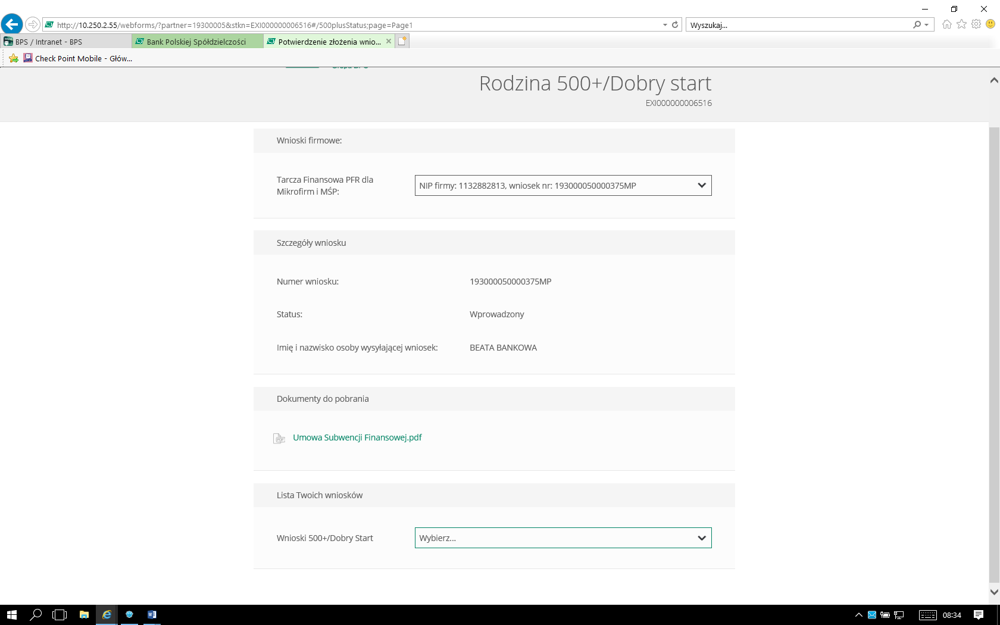 http://10.250.2.55/webforms/?partner=19300005&stkn=EXI000000006516#/500plusStatus;page=Page1
Wyszukaj...
BPS / Intranet - BPS
Bank Polskiej Spółdzielczości
Potwierdzenie złożenia wnio...
Check Point Mobile - Głów...
Rodzina 500+/Dobry start
EXI000000006516
Wnioski firmowe:
Tarcza Finansowa PFR dla
Mikrofirm i MŚP:
NIP firmy: 1132882813, wniosek nr: 193000050000375MP
Szczegóły wniosku
Numer wniosku:
193000050000375MP
Status:
Wprowadzony
Imię i nazwisko osoby wysyłającej wniosek:
BEATA BANKOWA
Dokumenty do pobrania
PDF
Umowa Subwencji Finansowej.pdf
Lista Twoich wniosków
Wnioski 500+/Dobry Start
Wybierz...
08:34